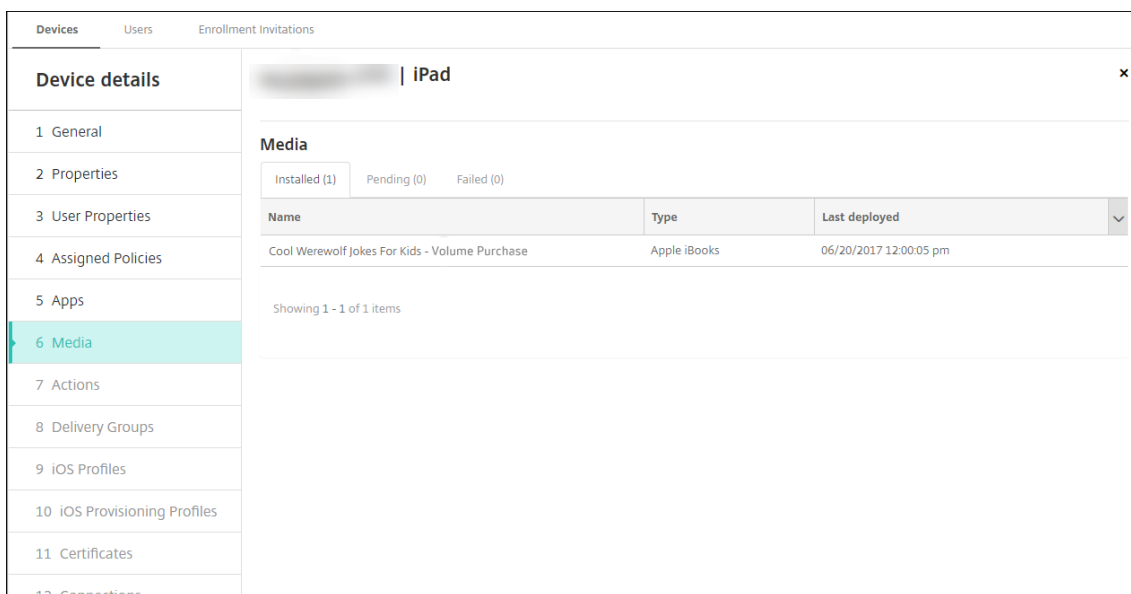 Devices Users Enrollment Invitations
Device details
| iPad
×
1 General
2 Properties
3 User Properties
4 Assigned Policies
5 Apps
6 Media
7 Actions
8 Delivery Groups
9 iOS Profiles
10 iOS Provisioning Profiles
11 Certificates
12 Connections
Media
Installed (1) Pending (0) Failed (0)
Name Type Last deployed
Cool Werewolf Jokes For Kids - Volume Purchase Apple iBooks 06/20/2017 12:00:05 pm
Showing 1 - 1 of 1 items